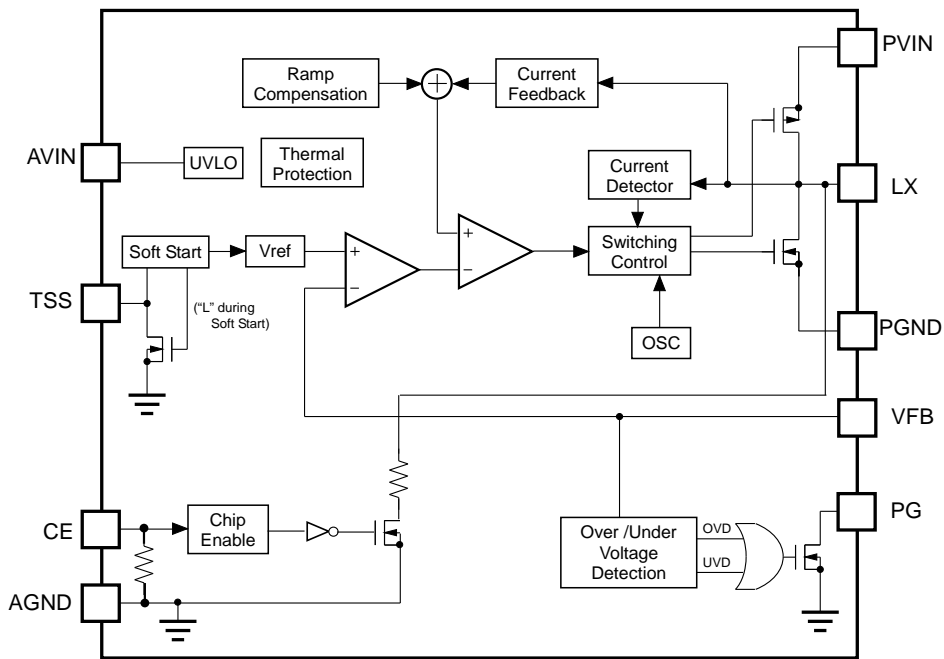 PVIN
Ramp
Compensation
Current
Feedback
AVIN
UVLO
Thermal
Protection
Current
Detector
LX
Soft Start
Vref
+
−
+
−
Switching
Control
TSS
(“L” during
Soft Start)
OSC
PGND
VFB
CE
Chip
Enable
Over /Under
Voltage
Detection
OVD
UVD
PG
AGND